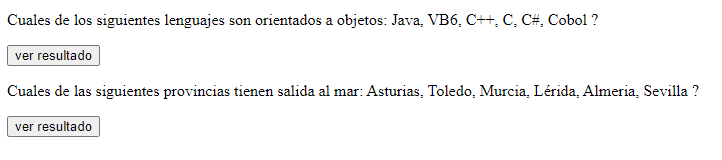 Cuales de los siguientes lenguajes son orientados a objetos: Java, VB6, C++, C, C#, Cobol ?
ver resultado
Cuales de las siguientes provincias tienen salida al mar: Asturias, Toledo, Murcia, Lérida, Almeria, Sevilla ?
ver resultado